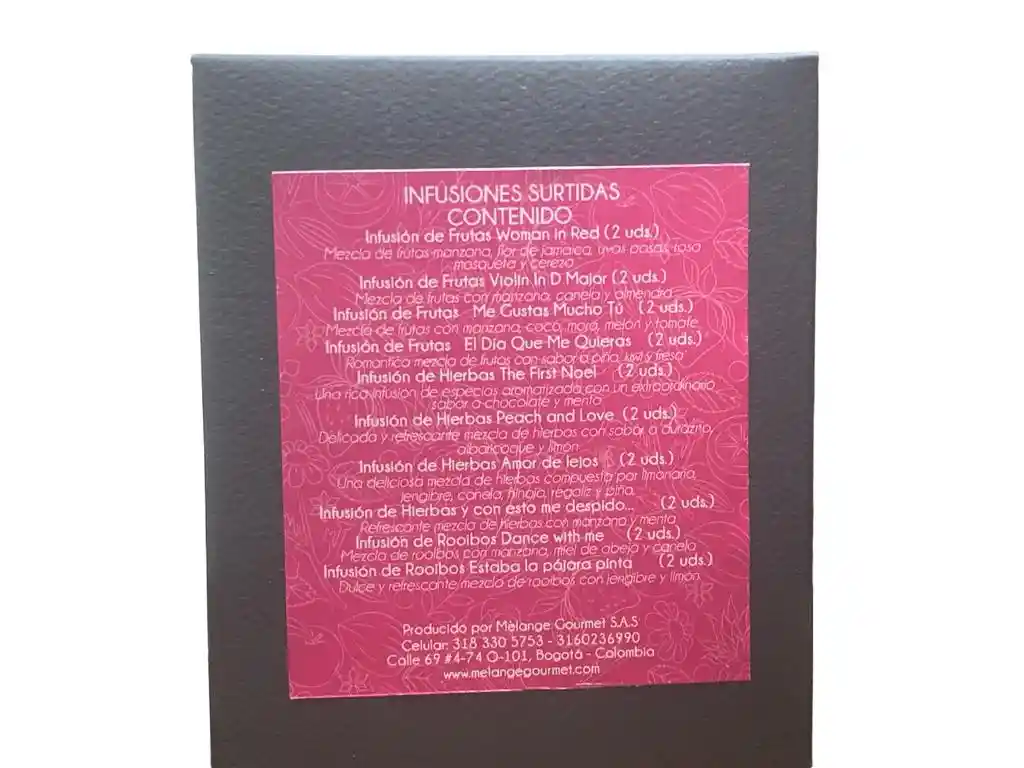 INFUSIONES SURTIDAS
CONTENIDO
Infusión de Frutas Woman in Red (2 uds.)
Mezcla de frutas manzana, flor de jamaica, uvas pasas, rosa
mosqueta y cereza
Infusión de Frutas Violin In D Major (2 uds.)
Mezcla de frutas con manzana, canela y almendra
Infusión de Frutas Me Gustas Mucho Tú (2 uds.)
Mezcla de frutas con manzana, coco, mora, melon y tomate
Infusión de Frutas El Día Que Me Quieras (2 uds.)
Romantica mezcla de frutas con sabor a piña, kiwi y fresa
Infusión de Hierbas The First Noel (2 uds.)
Una rica infusion de especias aromatizada con un extraordinario
sabor a chocolate y menta
Infusión de Hierbas Peach and Love (2 uds.)
Delicada y refrescante mezcla de hierbas con sabor a durazno,
albaricoque y limón
Infusión de Hierbas Amor de lejos (2 uds.)
Una deliciosa mezcla de hierbas compuesta por limonaria,
jengibre, canela, hinojo, regaliz y piña.
Infusión de Hierbas y con esto me despido... (2 uds.)
Refrescante mezcla de hierbas con manzana y menta
Infusión de Rooibos Dance with me (2 uds.)
Mezcla de rooibos con manzana, miel de abeja y canela
Infusión de Rooibos Estaba la pájara pinta (2 uds.)
Dulce y refrescante mezcla de rooibos con jengibre y limón
Producido por Mélange Gourmet S.A.S
Celular: 318 330 5753 - 3160236990
Calle 69 #4-74 O-101, Bogotá - Colombia
www.melangegourmet.com